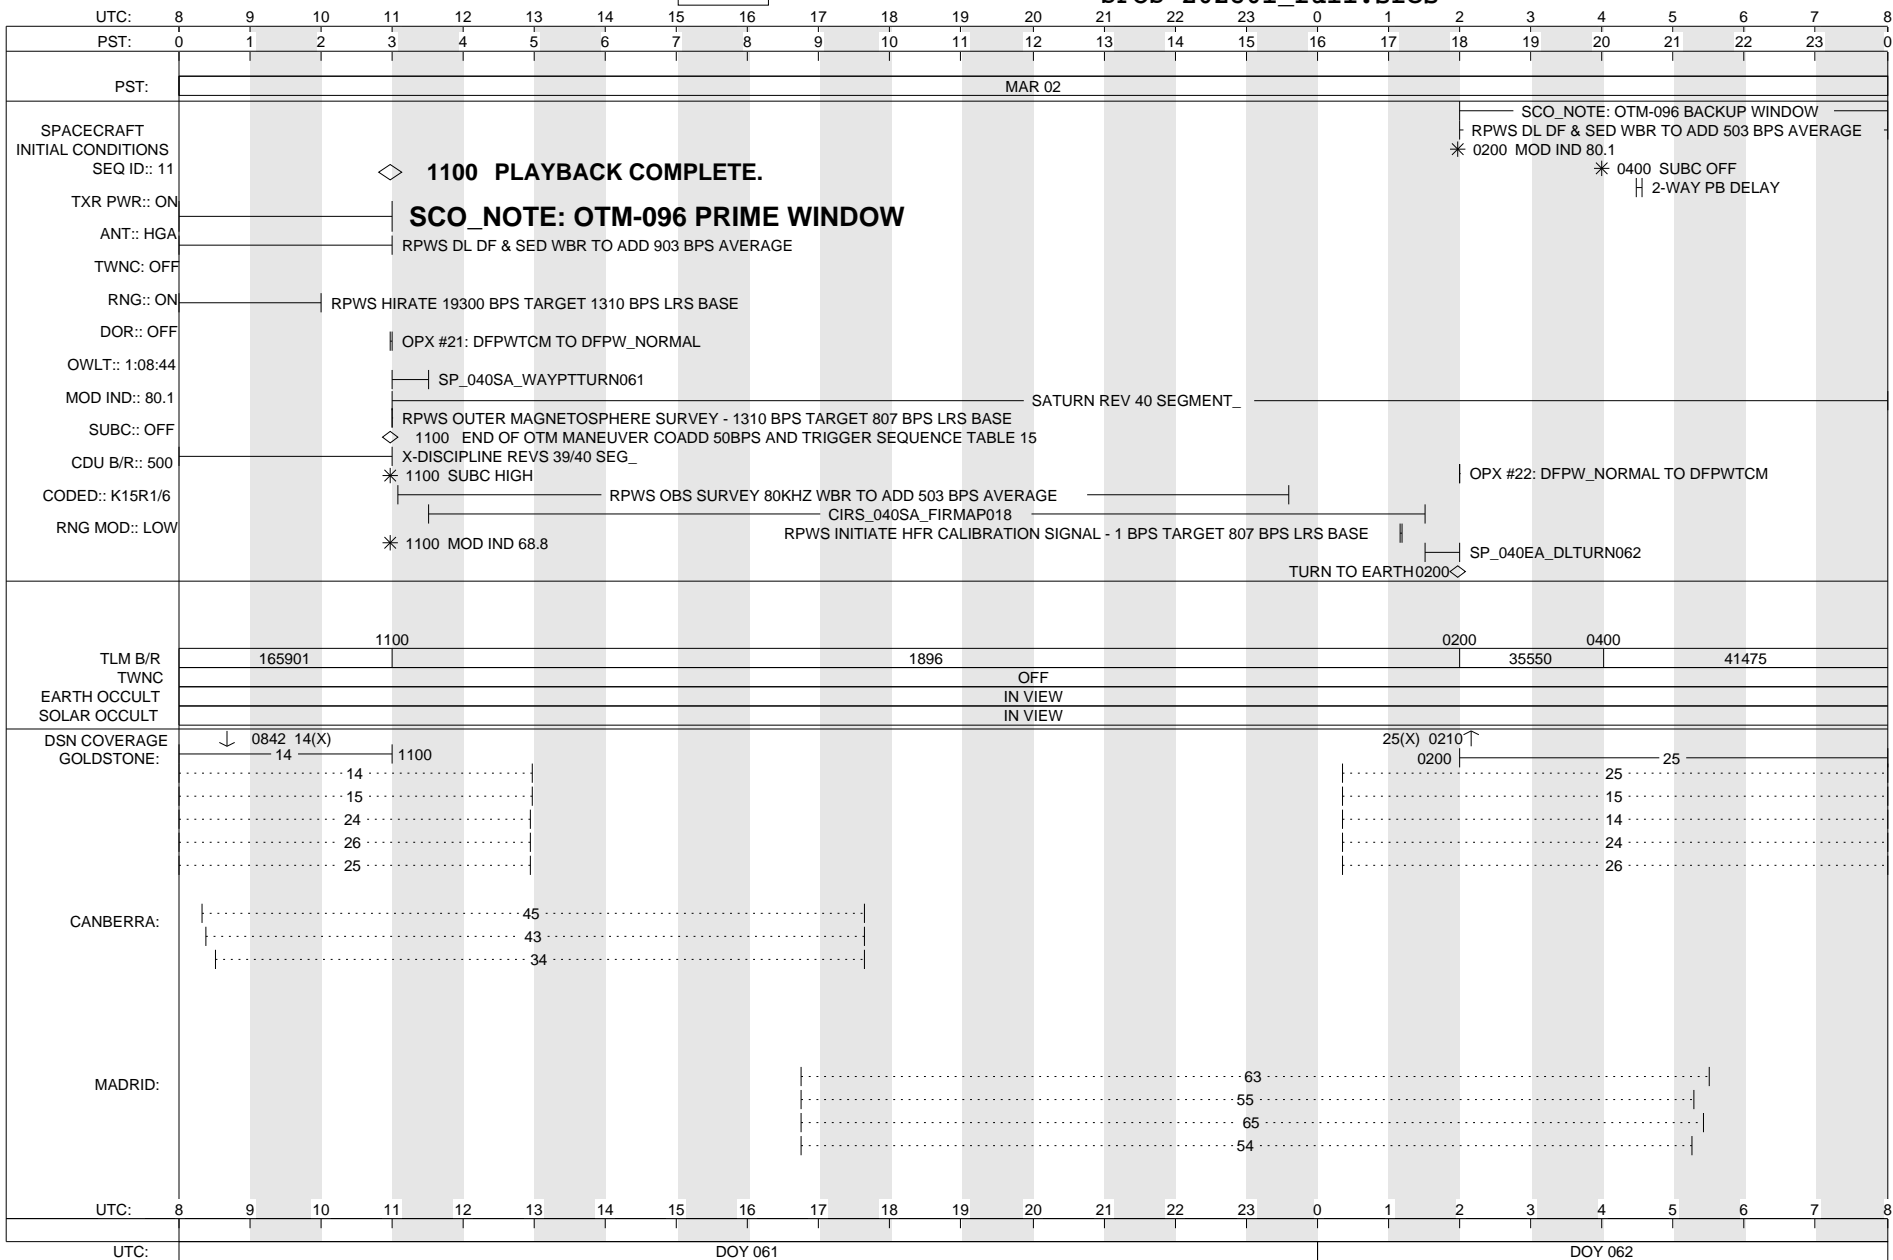 UTC: 8 9 10 11 12 13 14 15 16 17 18 19 20 21 22 23 0 1 2 3 4 5 6 7 8
PST: 0 1 2 3 4 5 6 7 8 9 10 11 12 13 14 15 16 17 18 19 20 21 22 23 0
PST: MAR 02
SCO_NOTE: OTM-096 BACKUP WINDOW
SPACECRAFT
INITIAL CONDITIONS
RPWS DL DF & SED WBR TO ADD 503 BPS AVERAGE
0200 MOD IND 80.1
SEQ ID:: 11
1100 PLAYBACK COMPLETE.
0400 SUBC OFF
2-WAY PB DELAY
TXR PWR:: ON
SCO_NOTE: OTM-096 PRIME WINDOW
ANT:: HGA
RPWS DL DF & SED WBR TO ADD 903 BPS AVERAGE
TWNC: OFF
RNG:: ON
RPWS HIRATE 19300 BPS TARGET 1310 BPS LRS BASE
DOR:: OFF
OPX #21: DFPWTCM TO DFPW_NORMAL
OWLT:: 1:08:44
SP_040SA_WAYPTTURN061
MOD IND:: 80.1
SATURN REV 40 SEGMENT_
RPWS OUTER MAGNETOSPHERE SURVEY - 1310 BPS TARGET 807 BPS LRS BASE
SUBC:: OFF
1100 END OF OTM MANEUVER COADD 50BPS AND TRIGGER SEQUENCE TABLE 15
CDU B/R:: 500
X-DISCIPLINE REVS 39/40 SEG_
1100 SUBC HIGH
OPX #22: DFPW_NORMAL TO DFPWTCM
CODED:: K15R1/6
RPWS OBS SURVEY 80KHZ WBR TO ADD 503 BPS AVERAGE
CIRS_040SA_FIRMAP018
RNG MOD:: LOW
RPWS INITIATE HFR CALIBRATION SIGNAL - 1 BPS TARGET 807 BPS LRS BASE
1100 MOD IND 68.8
SP_040EA_DLTURN062
TURN TO EARTH 0200
1100 0200 0400
TLM B/R 165901 1896 35550 41475
TWNC OFF
EARTH OCCULT IN VIEW
SOLAR OCCULT IN VIEW
DSN COVERAGE 0842 14(X) 25(X) 0210
GOLDSTONE: 14 1100 0200 25
14 25
15 15
24 14
26 24
25 26
CANBERRA: 45
43
34
MADRID: 63
55
65
54
UTC: 8 9 10 11 12 13 14 15 16 17 18 19 20 21 22 23 0 1 2 3 4 5 6 7 8
UTC: DOY 061 DOY 062